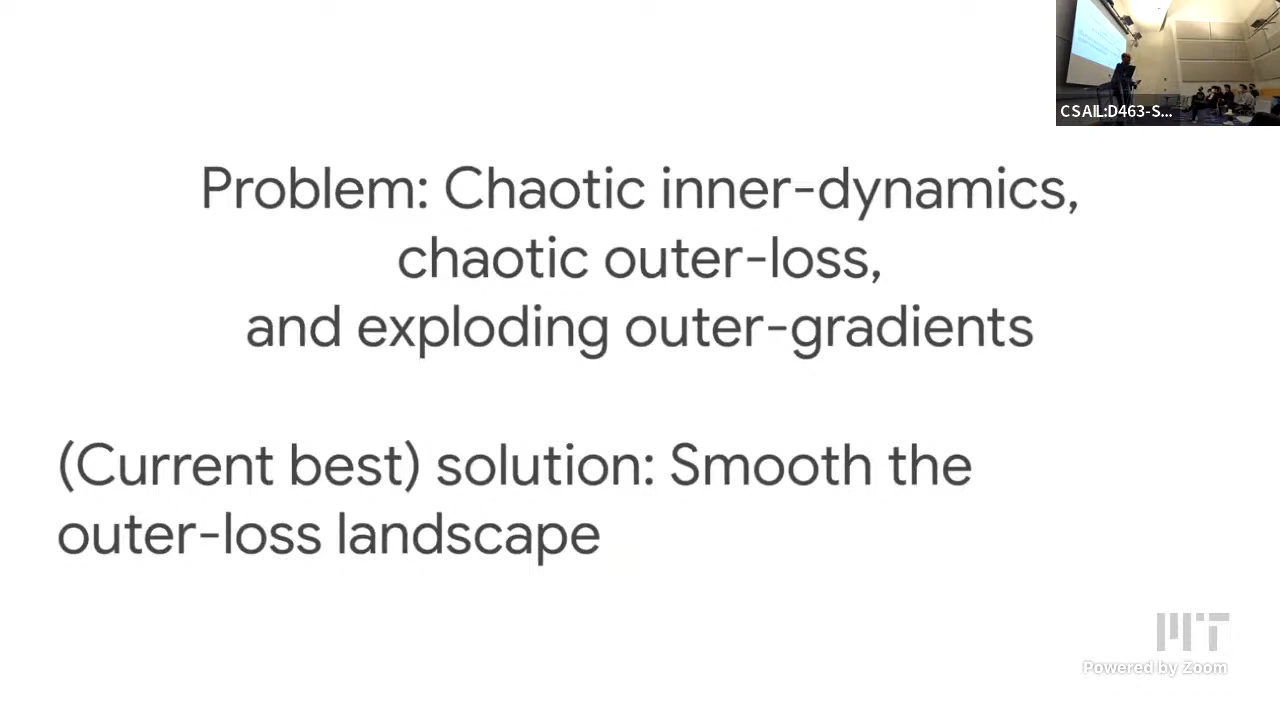 CSAIL:D463-S...
Problem: Chaotic inner-dynamics,
chaotic outer-loss,
and exploding outer-gradients
(Current best) solution: Smooth the
outer-loss landscape
MIT
Powered by Zoom